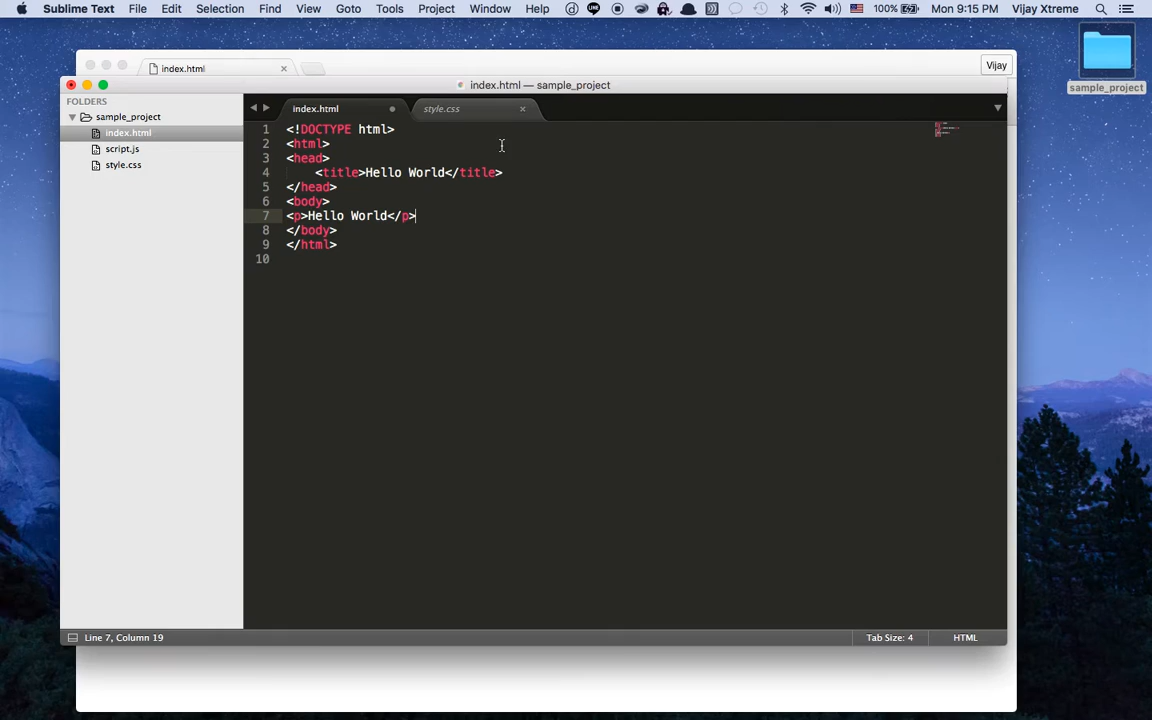 Sublime Text File Edit Selection Find View Goto Tools Project Window Help 100% Mon 9:15 PM Vijay Xtreme
index.html
Vijay
sample_project
index.html — sample_project
FOLDERS
sample_project
index.html
script.js
style.css
index.html style.css
1 <!DOCTYPE html>
2 <html>
3 <head>
4 <title>Hello World</title>
5 </head>
6 <body>
7 <p>Hello World</p>
8 </body>
9 </html>
10
Line 7, Column 19 Tab Size: 4 HTML